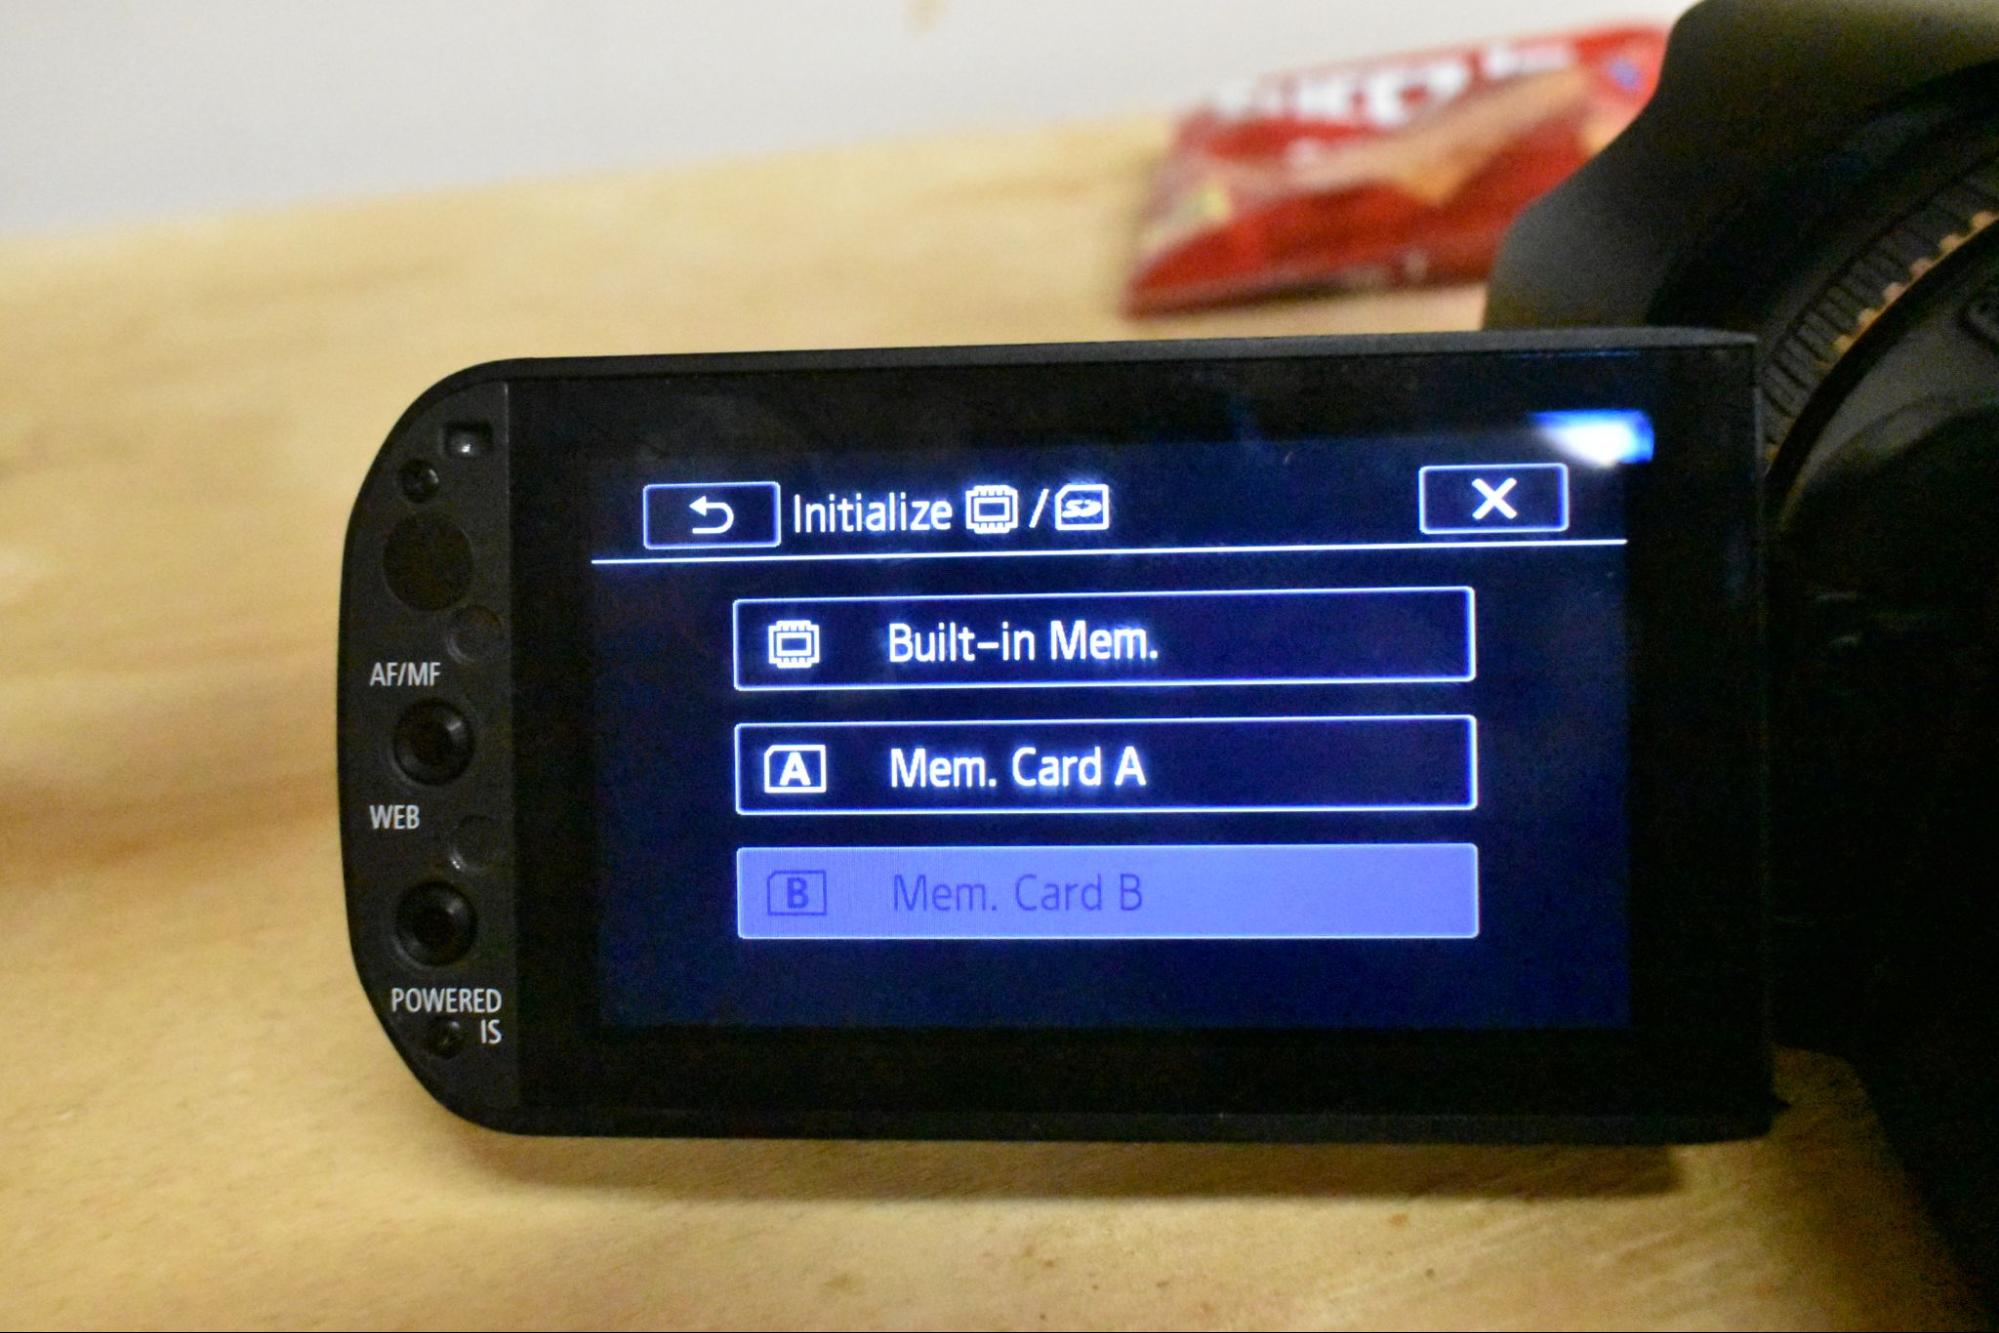 Initialize /
Built-in Mem.
A Mem. Card A
B Mem. Card B
AF/MF
WEB
POWERED
IS